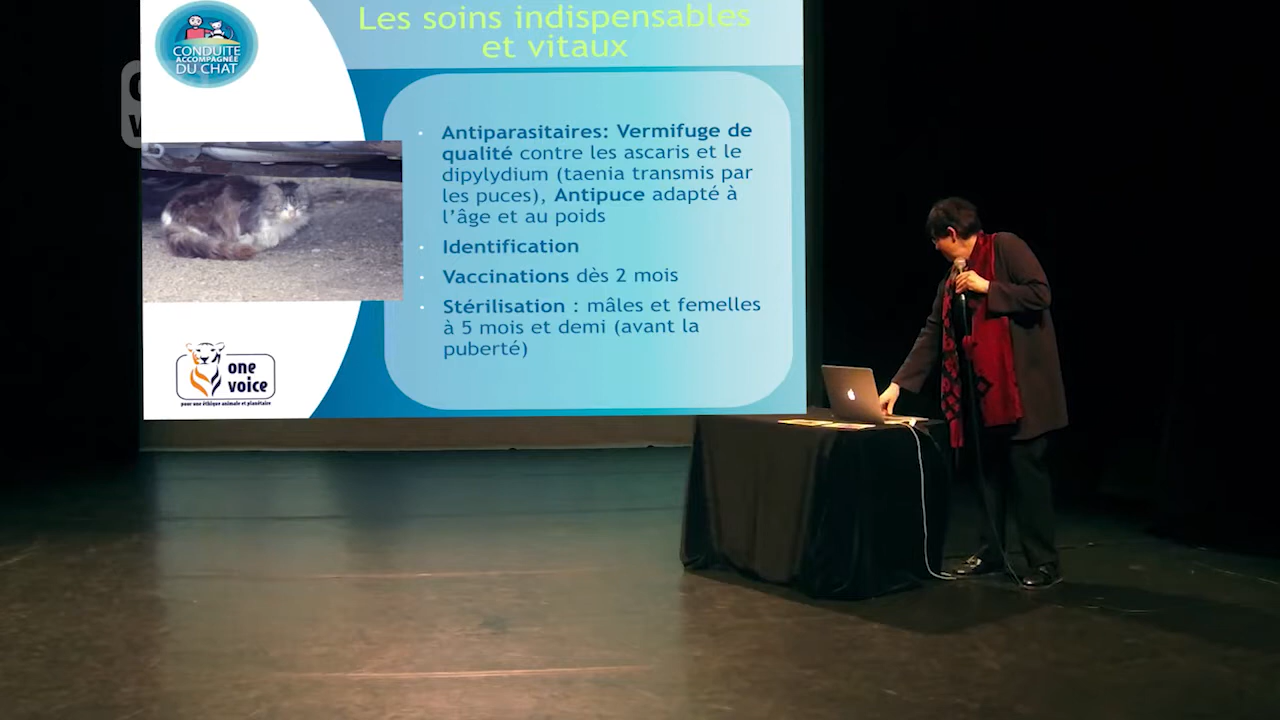 Les soins indispensables
et vitaux
CONDUITE
ACCOMPAGNÉE
DU CHAT
• Antiparasitaires: Vermifuge de
qualité contre les ascaris et le
dipylydium (taenia transmis par
les puces), Antipuce adapté à
l'âge et au poids
• Identification
• Vaccinations dès 2 mois
• Stérilisation : mâles et femelles
à 5 mois et demi (avant la
puberté)
one
voice
pour une éthique animale et planétaire